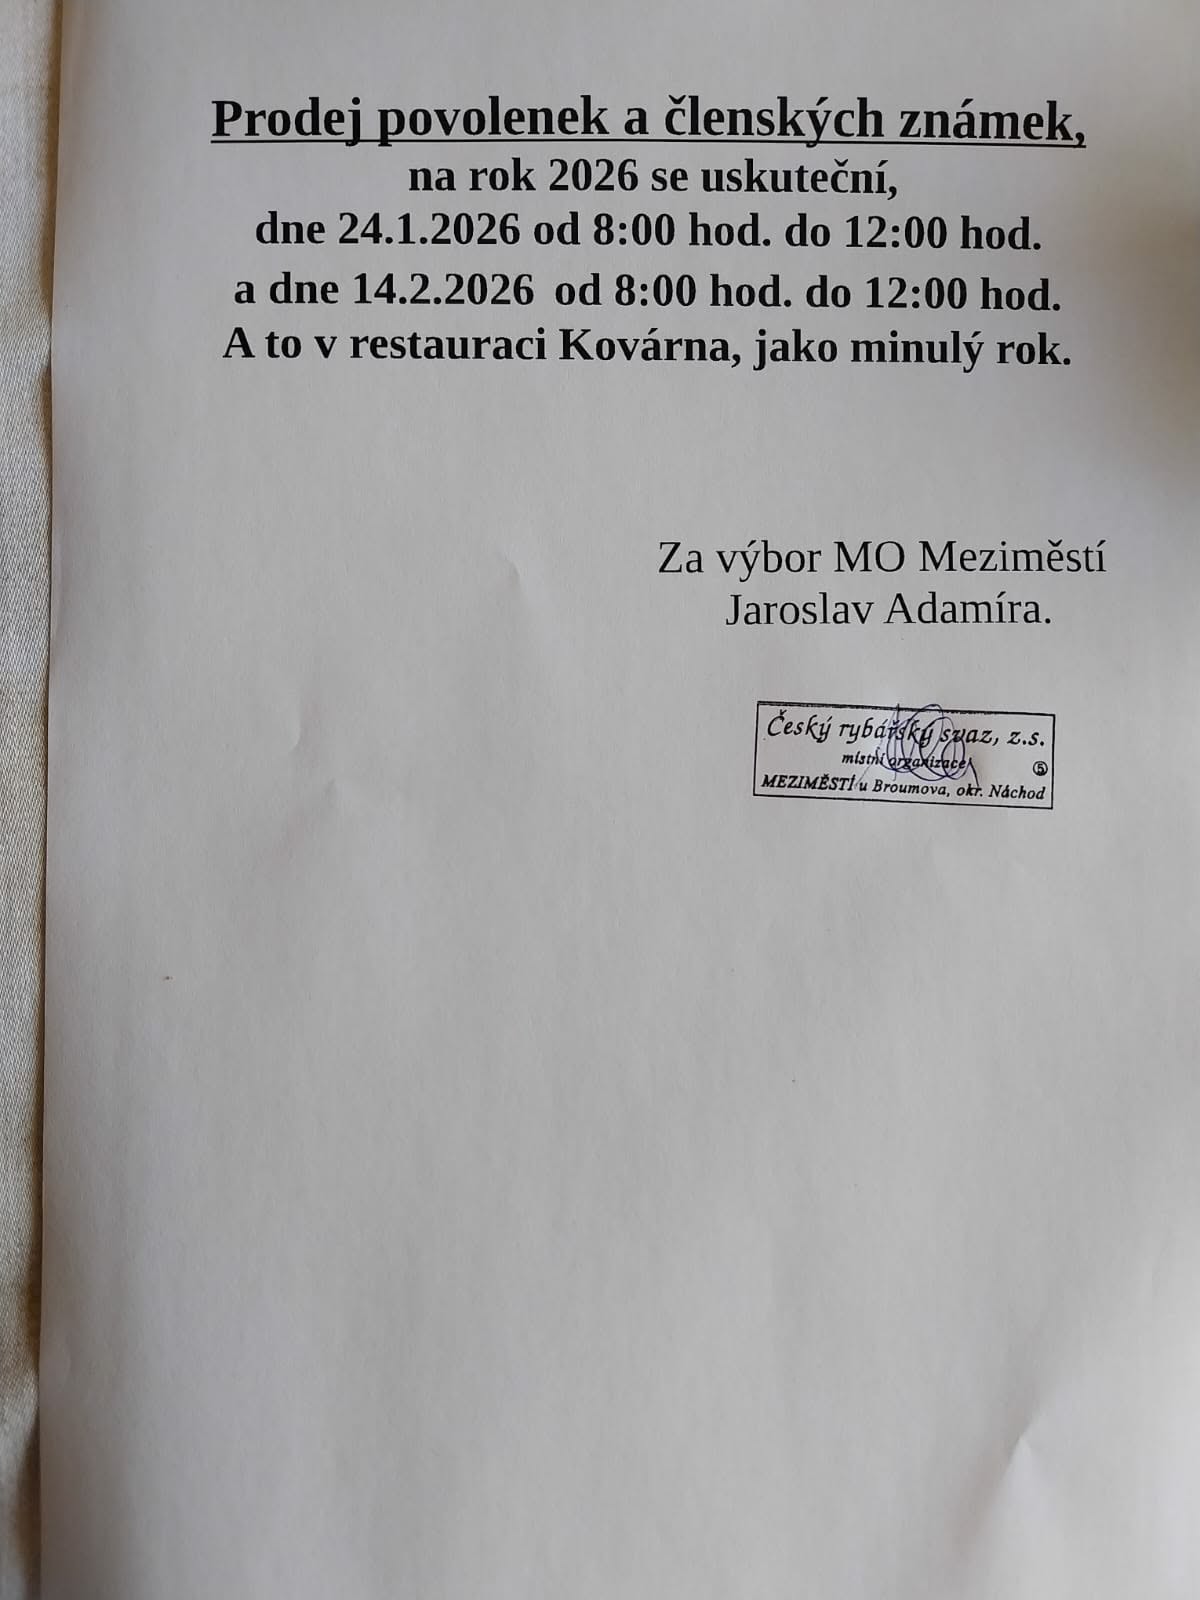 Prodej povolenek a členských známek,
na rok 2026 se uskuteční,
dne 24.1.2026 od 8:00 hod. do 12:00 hod.
a dne 14.2.2026 od 8:00 hod. do 12:00 hod.
A to v restauraci Kovárna, jako minulý rok.
Za výbor MO Meziměstí
Jaroslav Adamíra.
Český rybářský svaz, z.s.
místní organizace
5
MEZIMĚSTÍ u Broumova, okr. Náchod